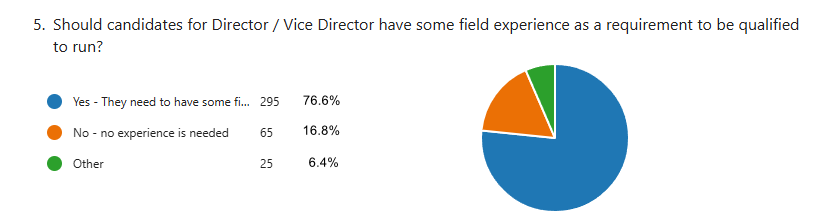 5. Should candidates for Director / Vice Director have some field experience as a requirement to be qualified
to run?
Yes - They need to have some fi... 295 76.6%
No - no experience is needed 65 16.8%
Other 25 6.4%